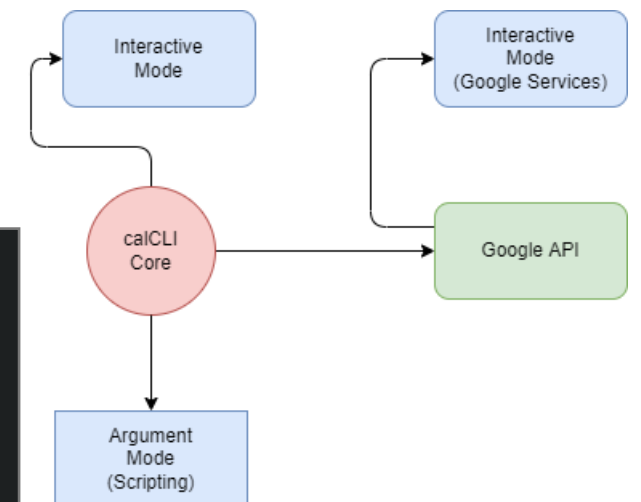 Interactive
Mode
Interactive
Mode
(Google Services)
calCLI
Core
Google API
Argument
Mode
(Scripting)